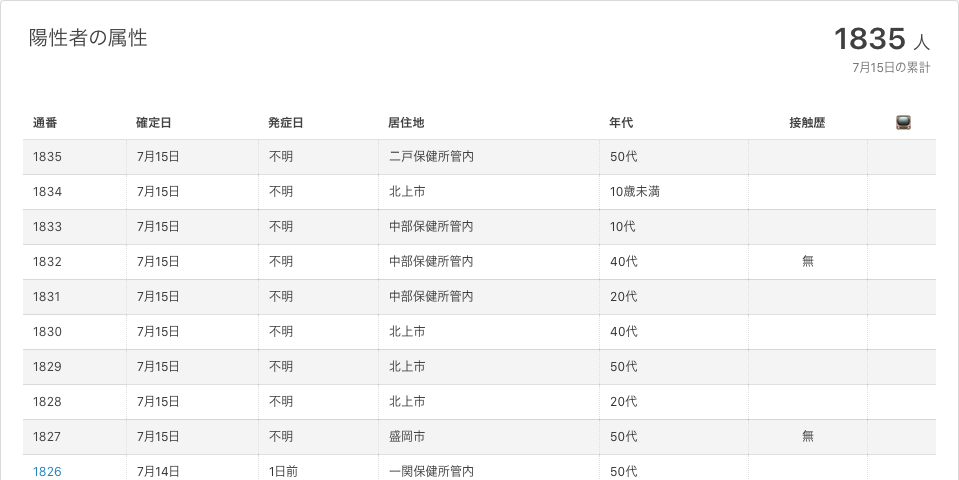 陽性者の属性
1835 人
7月15日の累計
通番 確定日 発症日 居住地 年代 接触歴
1835 7月15日 不明 二戸保健所管内 50代
1834 7月15日 不明 北上市 10歳未満
1833 7月15日 不明 中部保健所管内 10代
1832 7月15日 不明 中部保健所管内 40代 無
1831 7月15日 不明 中部保健所管内 20代
1830 7月15日 不明 北上市 40代
1829 7月15日 不明 北上市 50代
1828 7月15日 不明 北上市 20代
1827 7月15日 不明 盛岡市 50代 無
1826 7月14日 1日前 一関保健所管内 50代